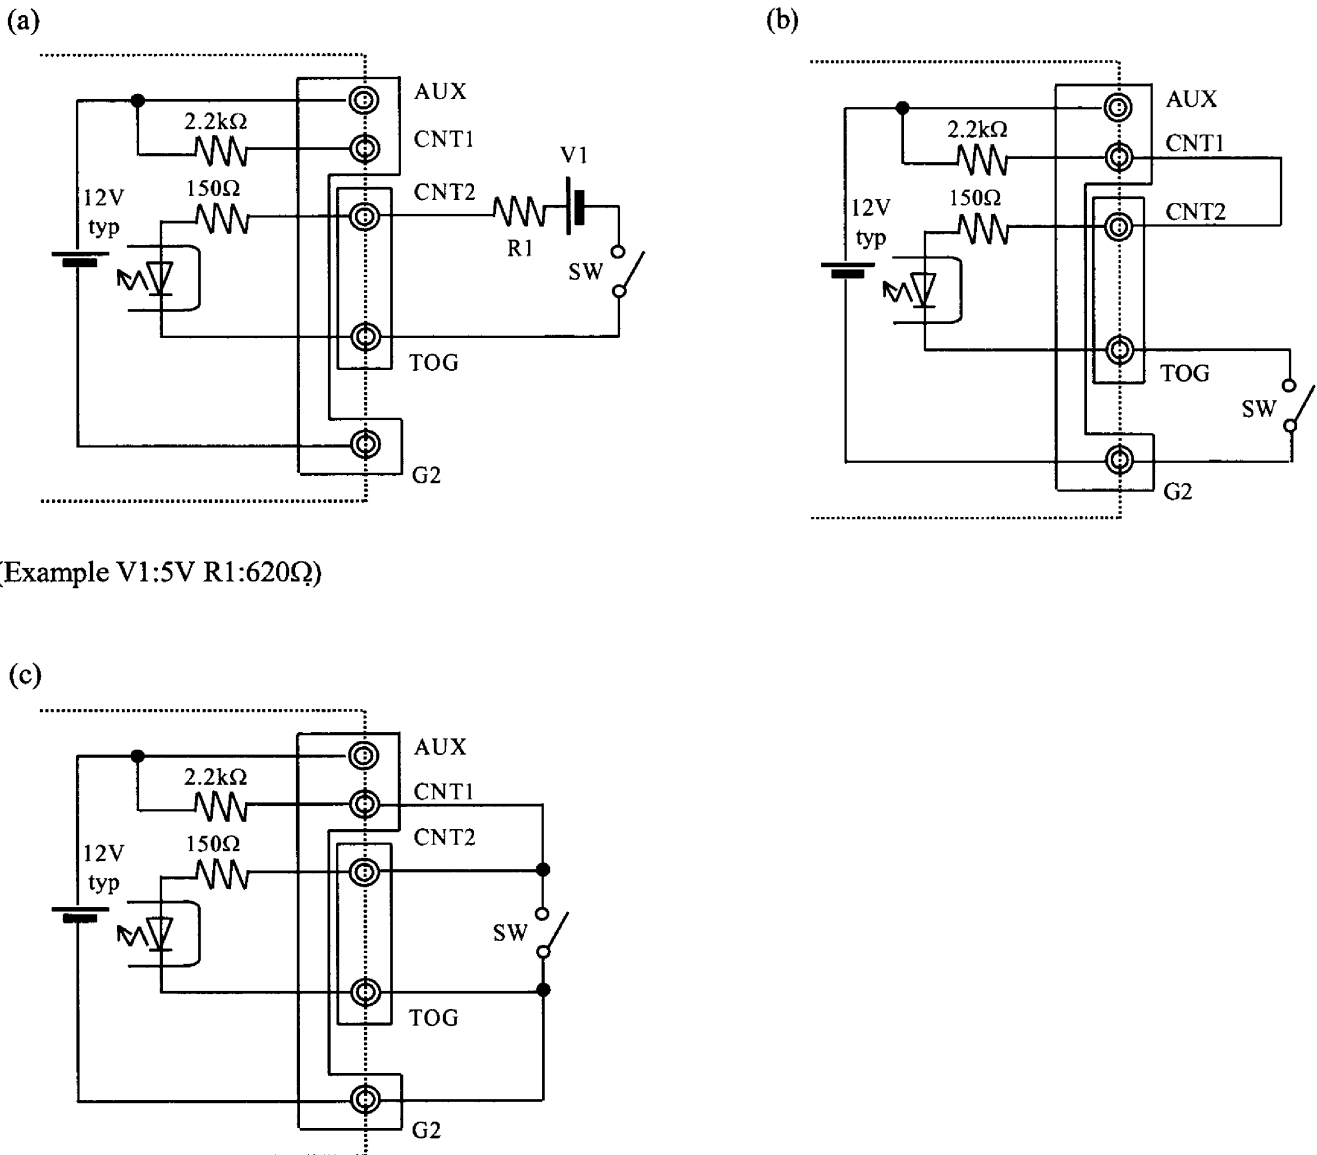 (a)
AUX
2.2kΩ
CNT1
V1
150Ω
CNT2
12V
typ
R1
SW
TOG
G2
(b)
AUX
2.2kΩ
CNT1
150Ω
CNT2
12V
typ
TOG
SW
G2
(Example V1:5V R1:620Ω)
(c)
AUX
2.2kΩ
CNT1
150Ω
CNT2
12V
typ
SW
TOG
G2